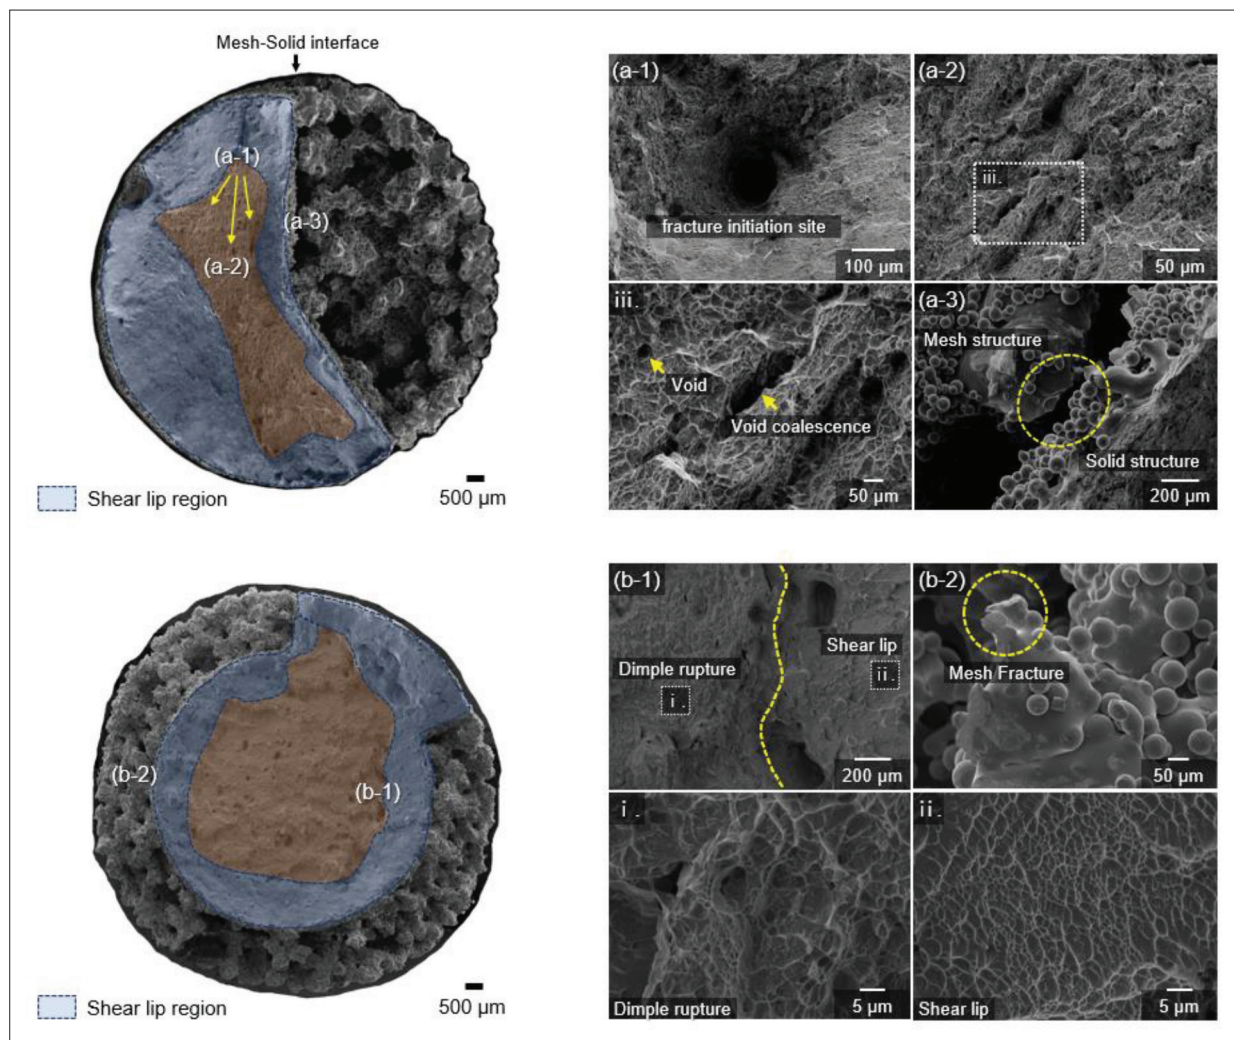 Mesh-Solid interface
(a-1)
(a-3)
(a-2)
Shear lip region
500 µm
(a-1)
fracture initiation site
100 µm
(a-2)
iii.
50 µm
iii.
Void
Void coalescence
50 µm
(a-3)
Mesh structure
Solid structure
200 µm
(b-2)
(b-1)
Shear lip region
500 µm
(b-1)
Shear lip
Dimple rupture
ii.
i.
200 µm
(b-2)
Mesh Fracture
50 µm
i.
Dimple rupture
5 µm
ii.
Shear lip
5 µm